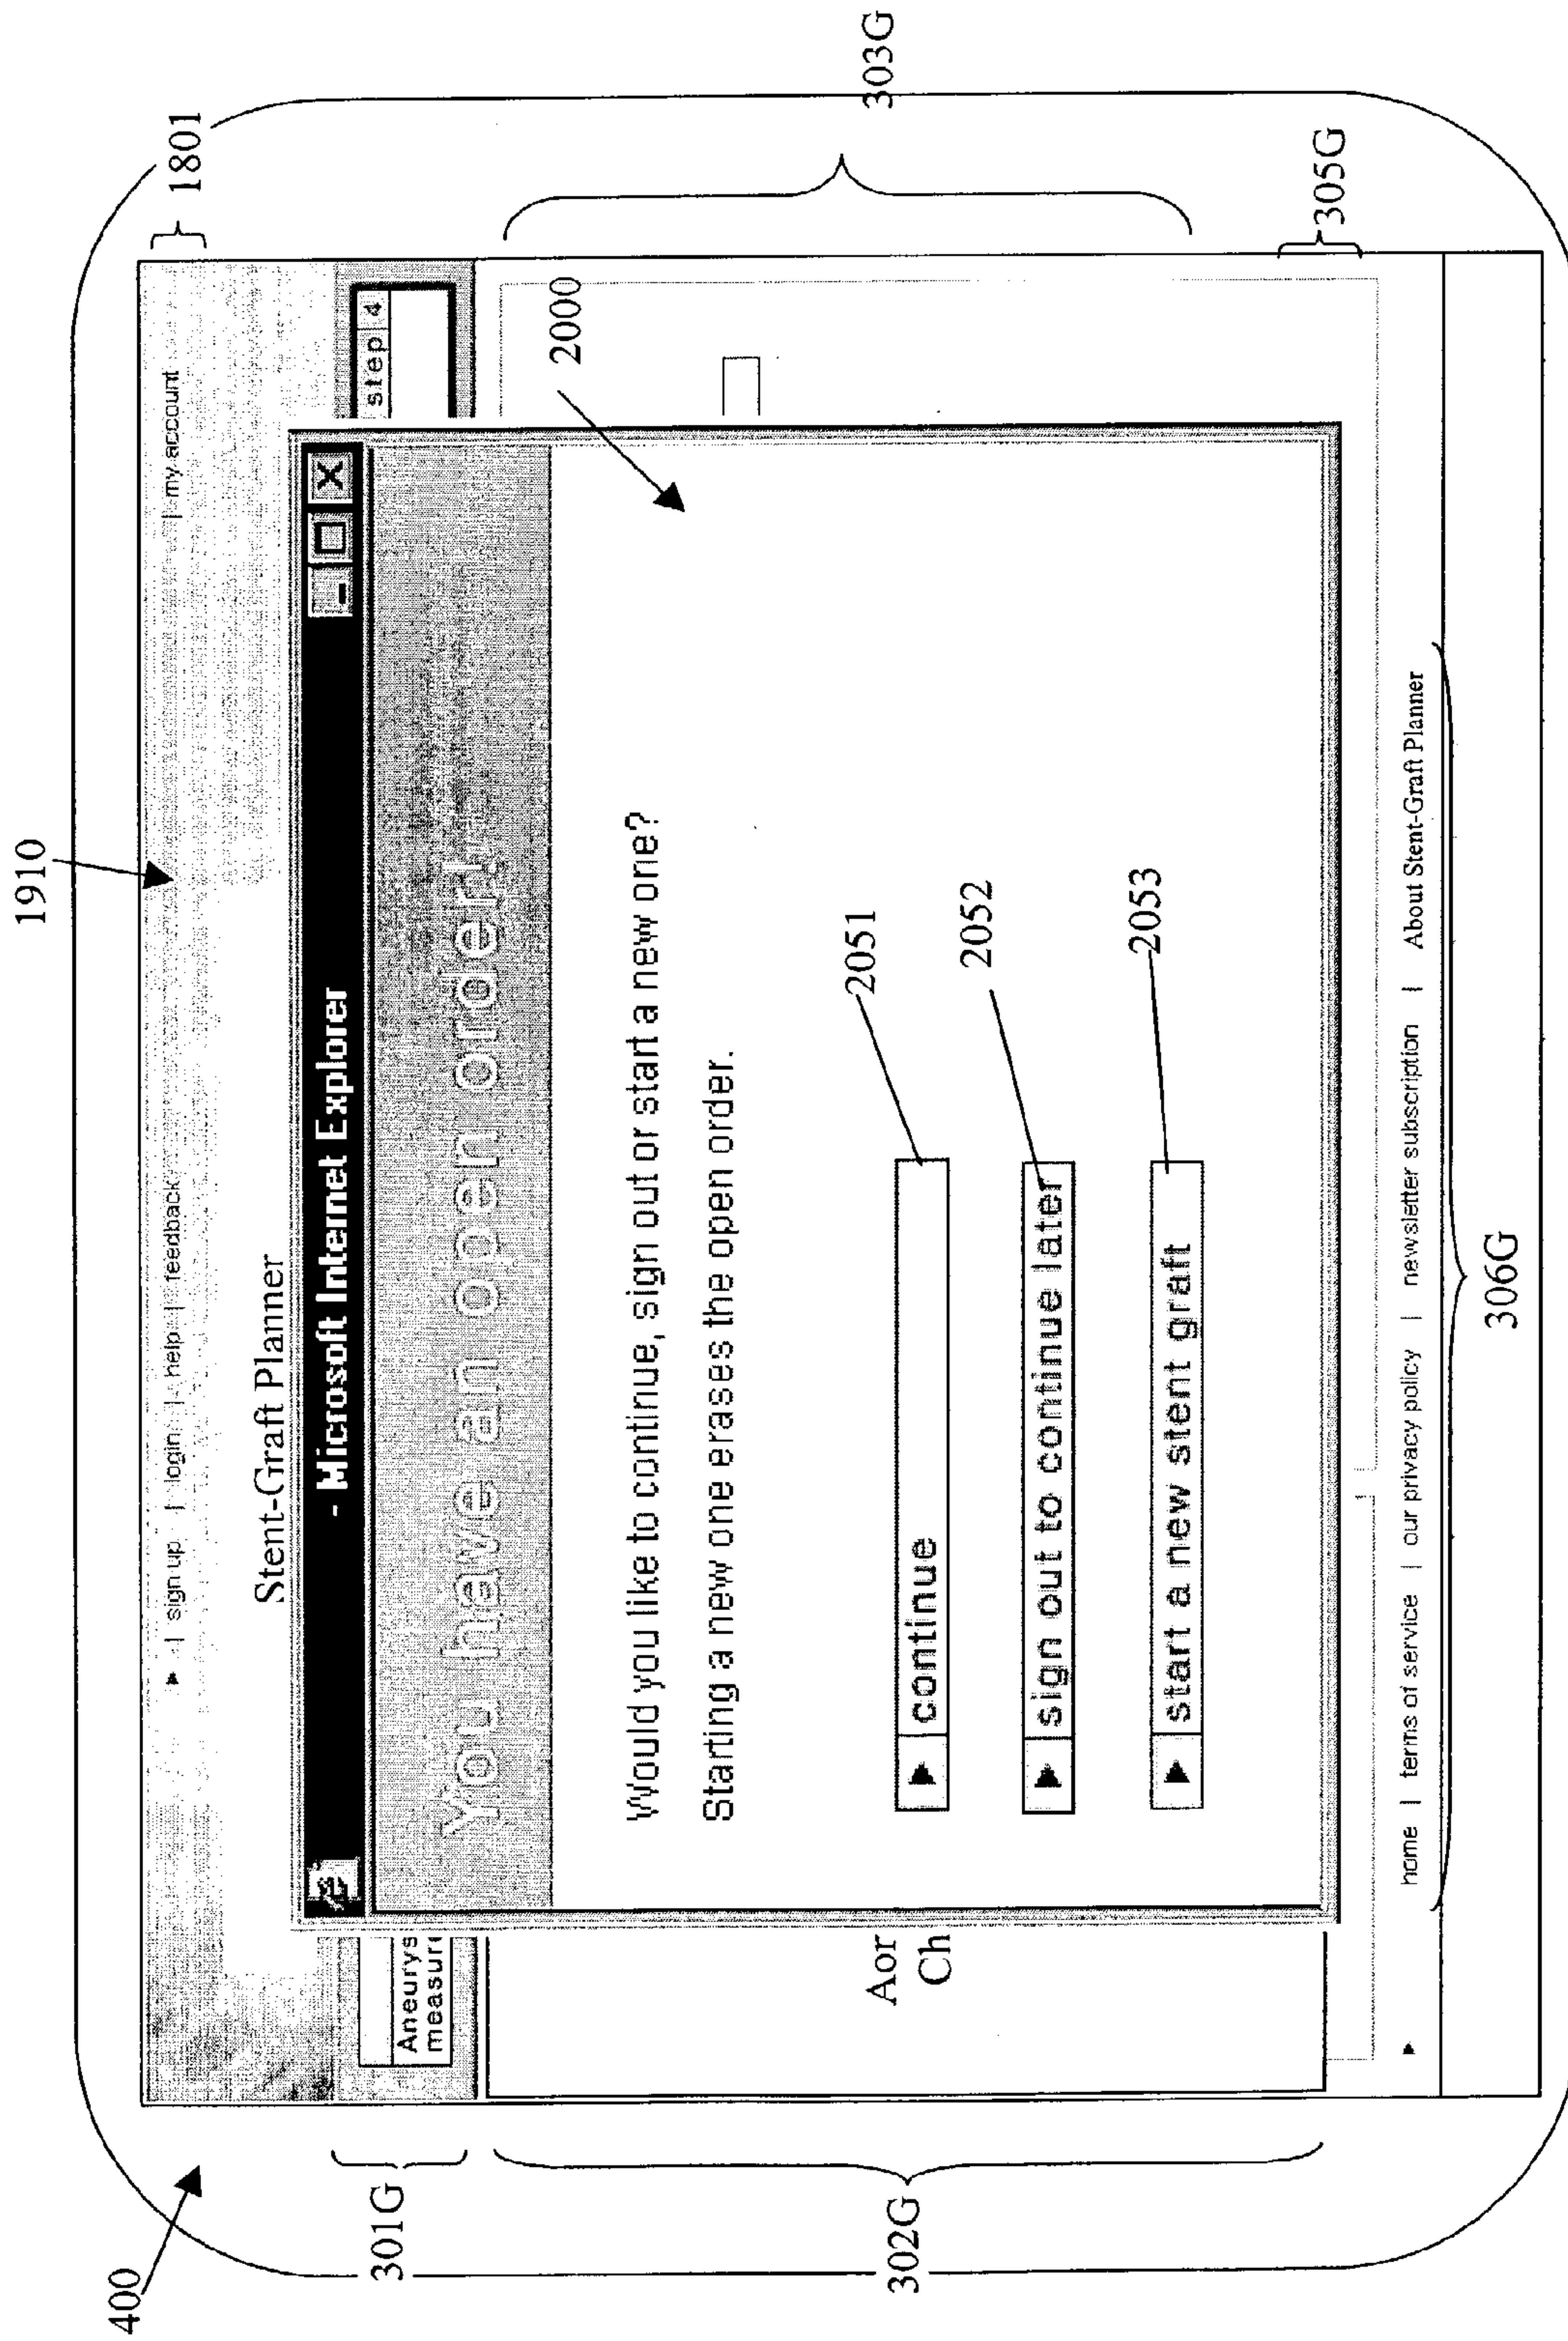 1910
400
1801
▶ | sign up | login | help | feedback | my account
Stent-Graft Planner
301G
step 4
Aneurys
measure
- Microsoft Internet Explorer
You have an open order!
303G
2000
Would you like to continue, sign out or start a new one?
Starting a new one erases the open order.
302G
Aor
Ch
▶ continue
2051
▶ sign out to continue later
2052
▶ start a new stent graft
2053
305G
▶ home | terms of service | our privacy policy | newsletter subscription | About Stent-Graft Planner
306G